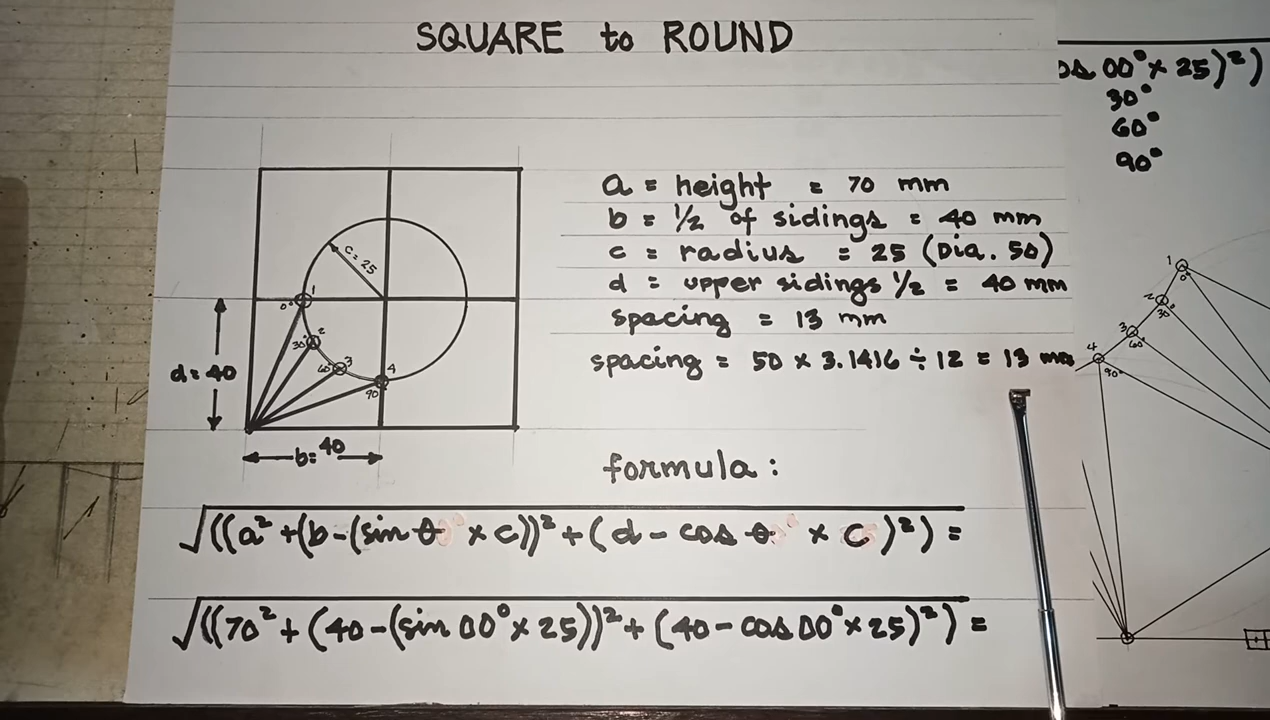 SQUARE to ROUND
os 00° x 25)²)
30°
60°
90°
a = height = 70 mm
b = 1/2 of sidings = 40 mm
c = radius = 25 (Dia. 50)
d = upper sidings 1/2 = 40 mm
spacing = 13 mm
spacing = 50 x 3.1416 ÷ 12 = 13 mm
c = 25
1
0°
2
30°
3
60°
4
90
d = 40
b = 40
formula:
√((a² + (b - (sin θ° x c))² + (d - cos θ° x c)²) =
√((70² + (40 - (sin 00° x 25))² + (40 - cos 00° x 25)²) =
1
0°
2
30°
3
60°
4
90°